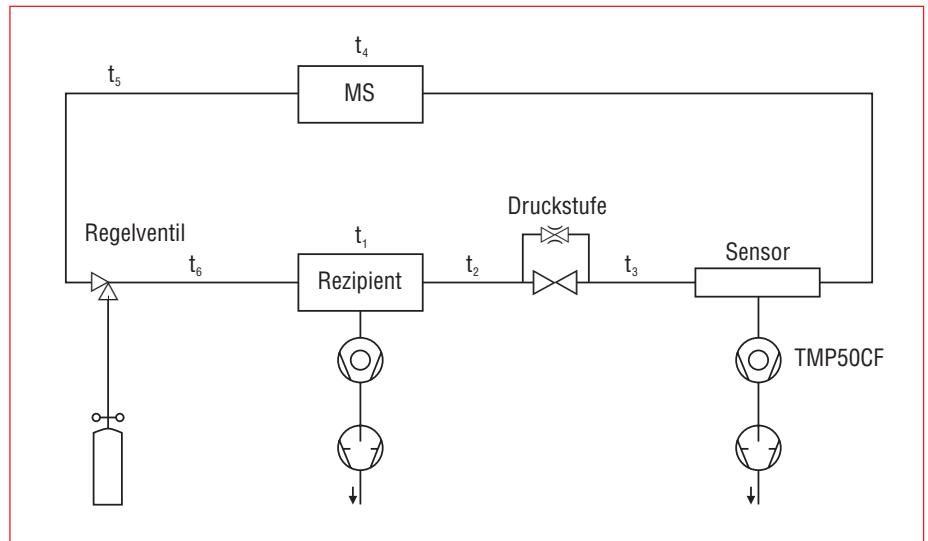 t₄
t₅
MS
Druckstufe
Regelventil
t₁
Sensor
t₆
t₂
t₃
Rezipient
TMP50CF